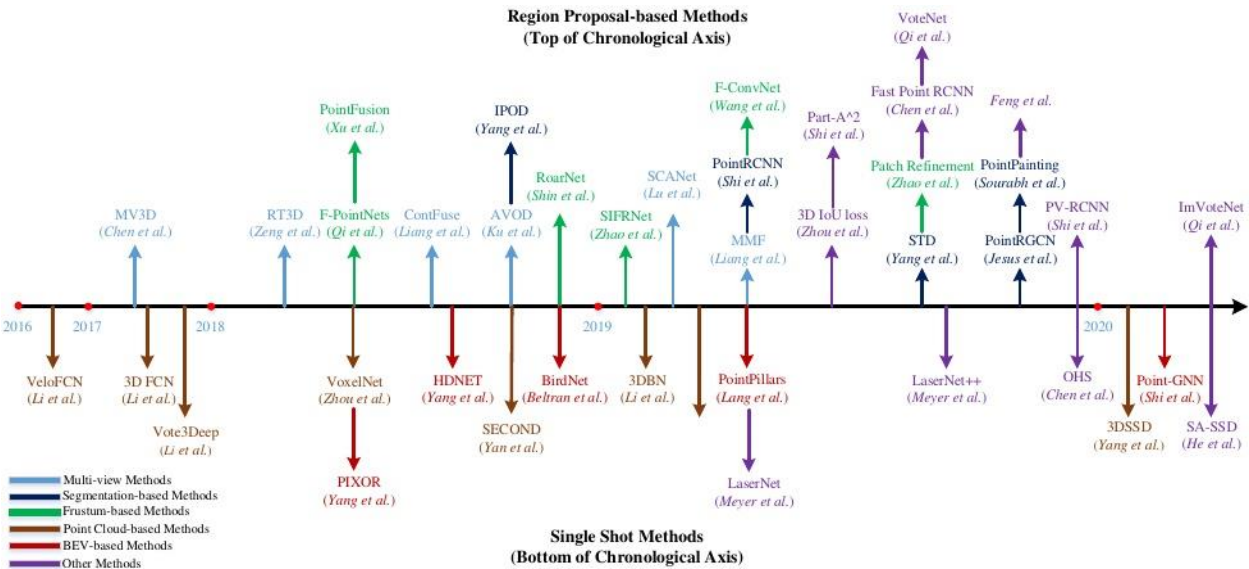 Region Proposal-based Methods
(Top of Chronological Axis)
VoteNet
(Qi et al.)
F-ConvNet
(Wang et al.)
Fast Point RCNN
(Chen et al.)
Feng et al.
PointFusion
(Xu et al.)
IPOD
(Yang et al.)
Part-A^2
(Shi et al.)
PointRCNN
(Shi et al.)
Patch Refinement
(Zhao et al.)
PointPainting
(Sourabh et al.)
RoarNet
(Shin et al.)
SCANet
(Lu et al.)
MV3D
(Chen et al.)
RT3D
(Zeng et al.)
F-PointNets
(Qi et al.)
ContFuse
(Liang et al.)
AVOD
(Ku et al.)
SIFRNet
(Zhao et al.)
MMF
(Liang et al.)
3D IoU loss
(Zhou et al.)
STD
(Yang et al.)
PointRGCN
(Jesus et al.)
PV-RCNN
(Shi et al.)
ImVoteNet
(Qi et al.)
2016
2017
2018
2019
2020
VeloFCN
(Li et al.)
3D FCN
(Li et al.)
Vote3Deep
(Li et al.)
VoxelNet
(Zhou et al.)
HDNET
(Yang et al.)
SECOND
(Yan et al.)
BirdNet
(Beltran et al.)
3DBN
(Li et al.)
PointPillars
(Lang et al.)
LaserNet++
(Meyer et al.)
OHS
(Chen et al.)
Point-GNN
(Shi et al.)
3DSSD
(Yang et al.)
SA-SSD
(He et al.)
PIXOR
(Yang et al.)
LaserNet
(Meyer et al.)
Multi-view Methods
Segmentation-based Methods
Frustum-based Methods
Point Cloud-based Methods
BEV-based Methods
Other Methods
Single Shot Methods
(Bottom of Chronological Axis)